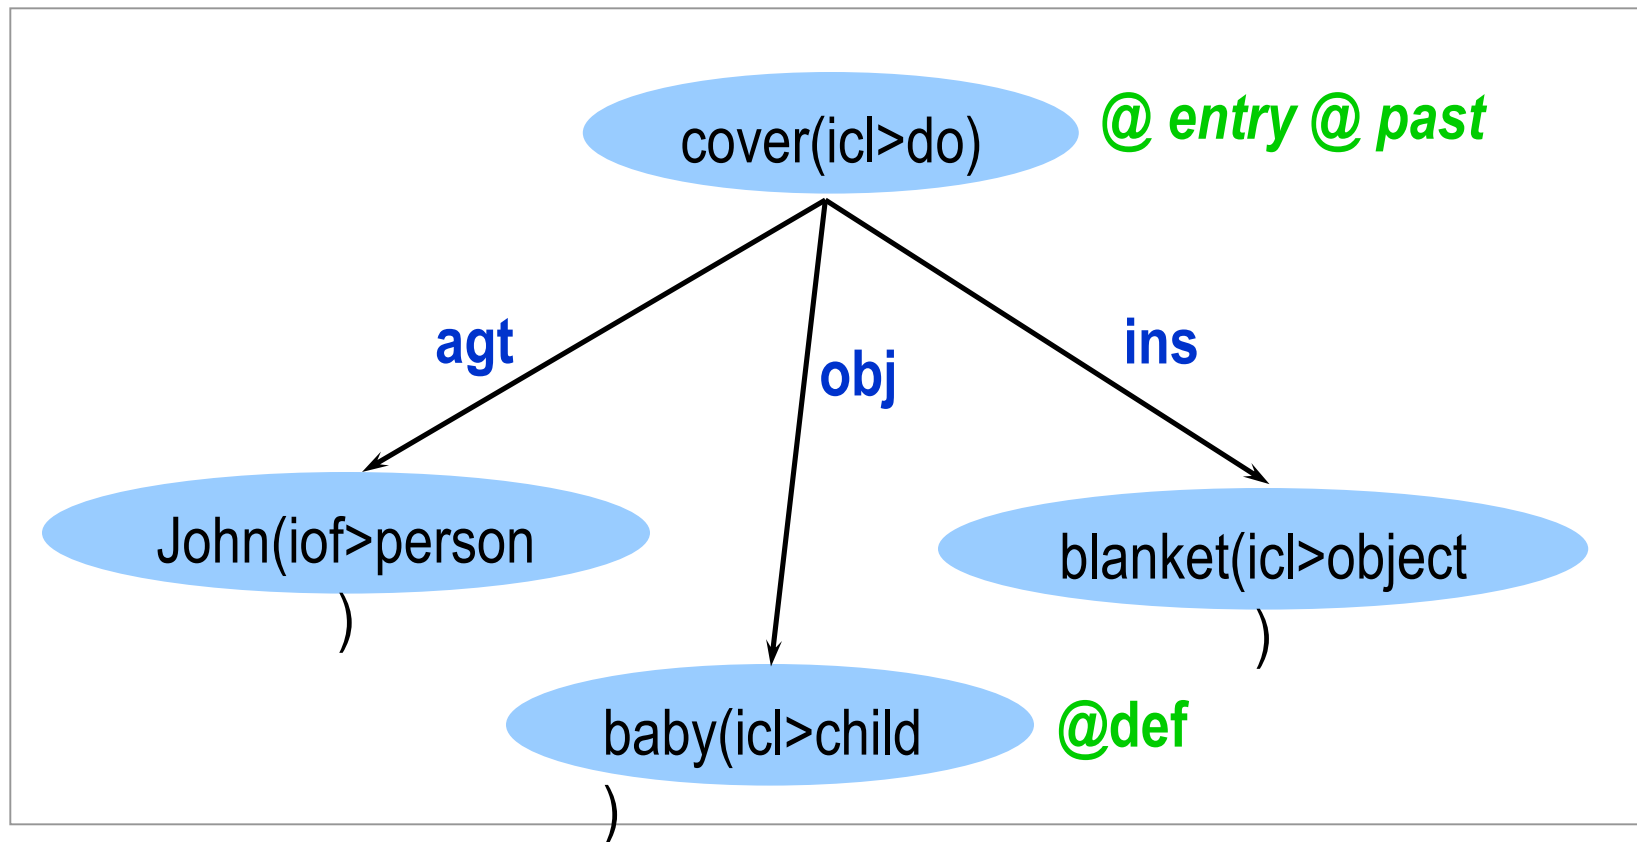 cover(icl>do)
@ entry @ past
agt
obj
ins
John(iof>person
)
blanket(icl>object
)
baby(icl>child
)
@def